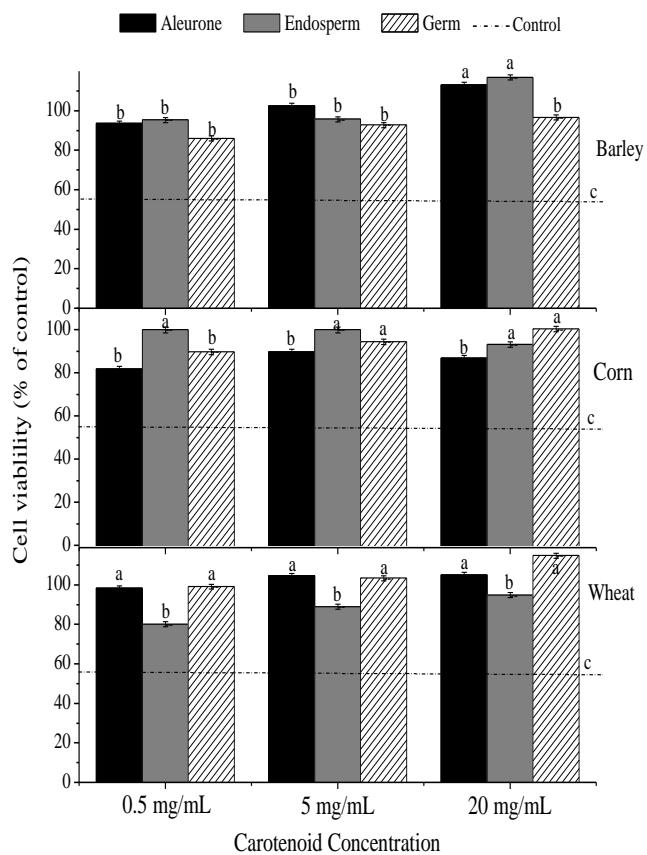 Aleurone Endosperm Germ Control
Cell viablility (% of control)
b b b b b b a a b
100
80
60
40
20
0
Barley
c
b a b b a a b a a
100
80
60
40
20
0
Corn
c
a b a a b a a b a
100
80
60
40
20
0
Wheat
c
0.5 mg/mL 5 mg/mL 20 mg/mL
Carotenoid Concentration